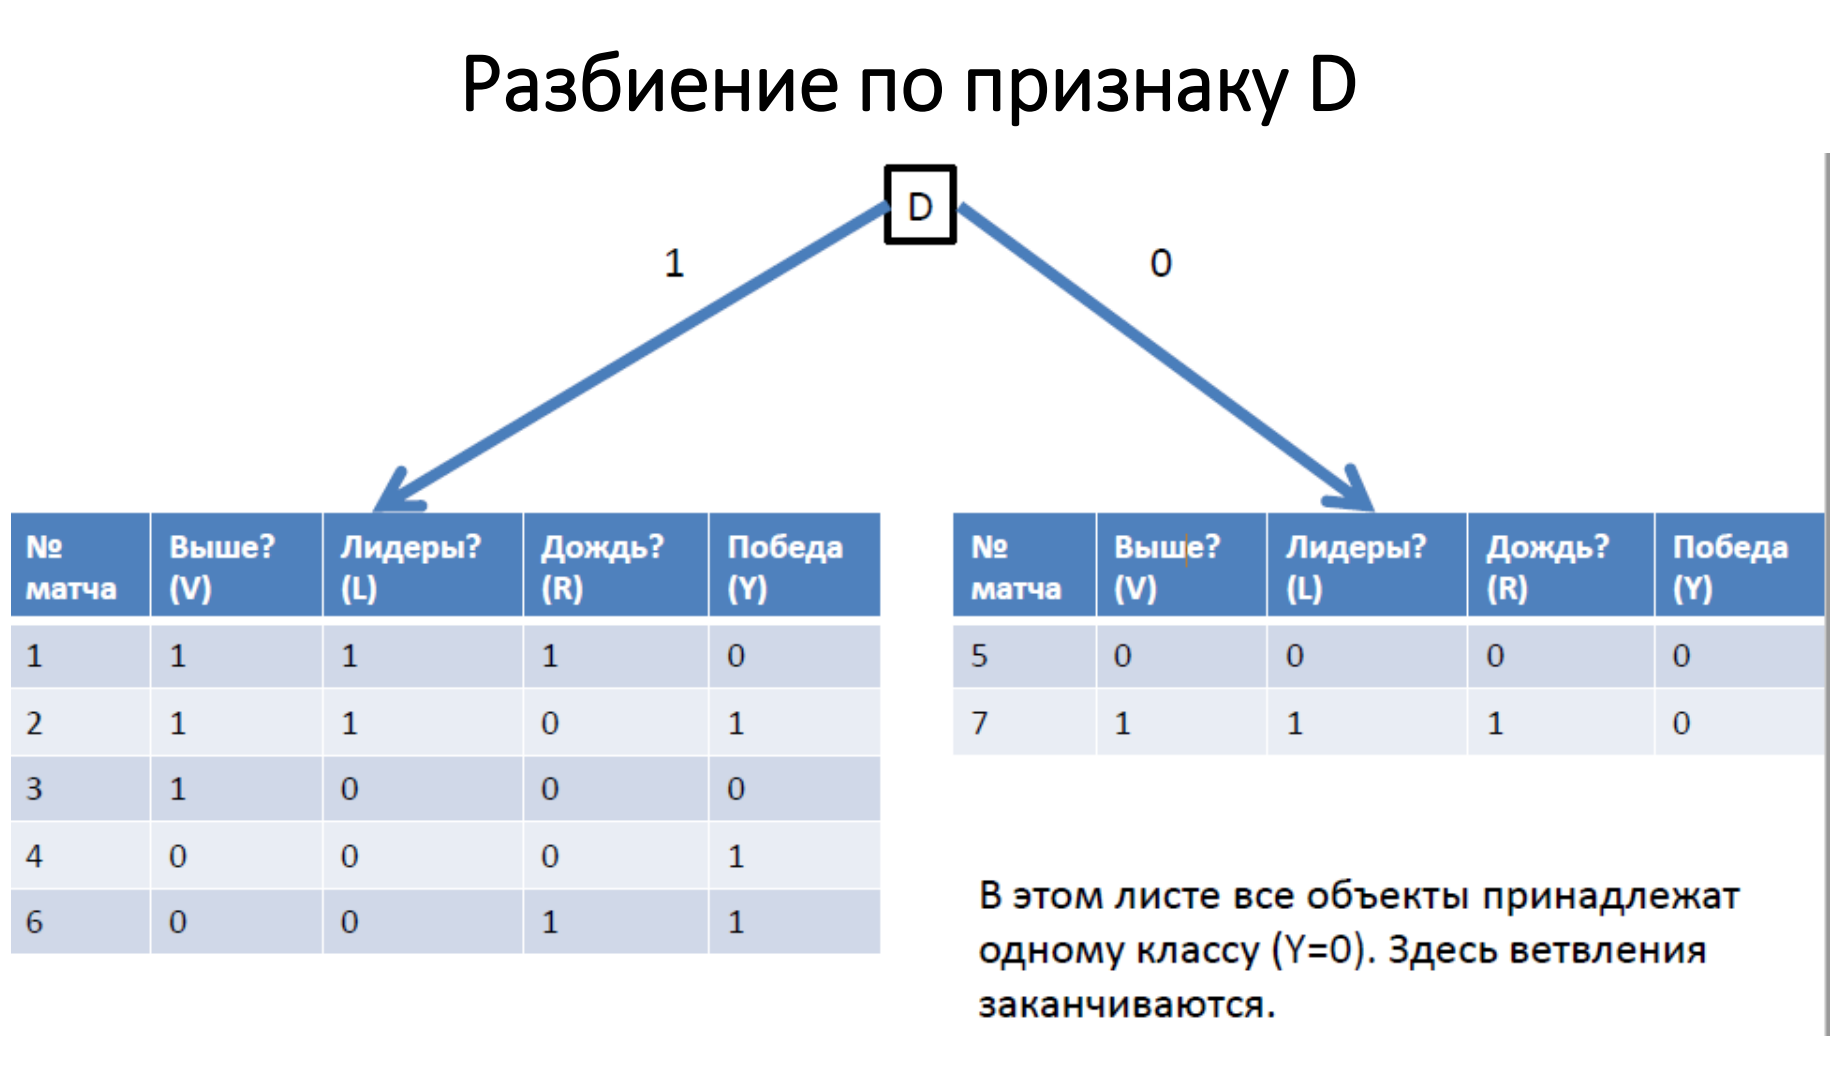 Разбиение по признаку D
D
1
0
№ матча Выше? (V) Лидеры? (L) Дождь? (R) Победа (Y)
1 1 1 1 0
2 1 1 0 1
3 1 0 0 0
4 0 0 0 1
6 0 0 1 1
№ матча Выше? (V) Лидеры? (L) Дождь? (R) Победа (Y)
5 0 0 0 0
7 1 1 1 0
В этом листе все объекты принадлежат
одному классу (Y=0). Здесь ветвления
заканчиваются.